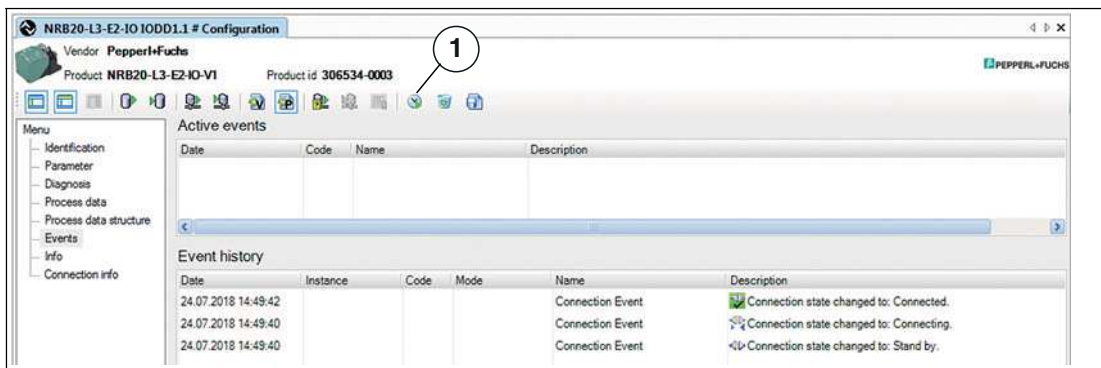 NRB20-L3-E2-IO IODD1.1 # Configuration
1
Vendor Pepperl+Fuchs
PEPPERL+FUCHS
Product NRB20-L3-E2-IO-V1 Product id 306534-0003
Menu
Identification
Parameter
Diagnosis
Process data
Process data structure
Events
Info
Connection info
Active events
Date Code Name Description
Event history
Date Instance Code Mode Name Description
24.07.2018 14:49:42 Connection Event Connection state changed to: Connected.
24.07.2018 14:49:40 Connection Event Connection state changed to: Connecting.
24.07.2018 14:49:40 Connection Event Connection state changed to: Stand by.